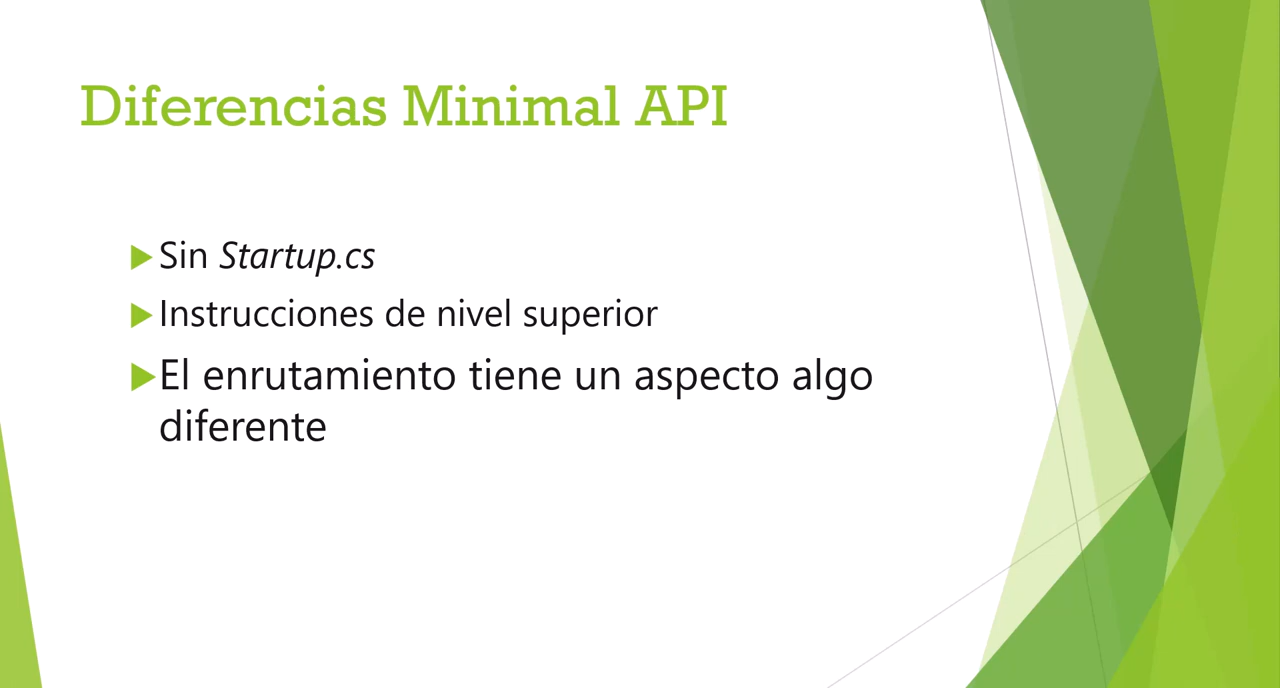 Diferencias Minimal API
Sin Startup.cs
Instrucciones de nivel superior
El enrutamiento tiene un aspecto algo
diferente